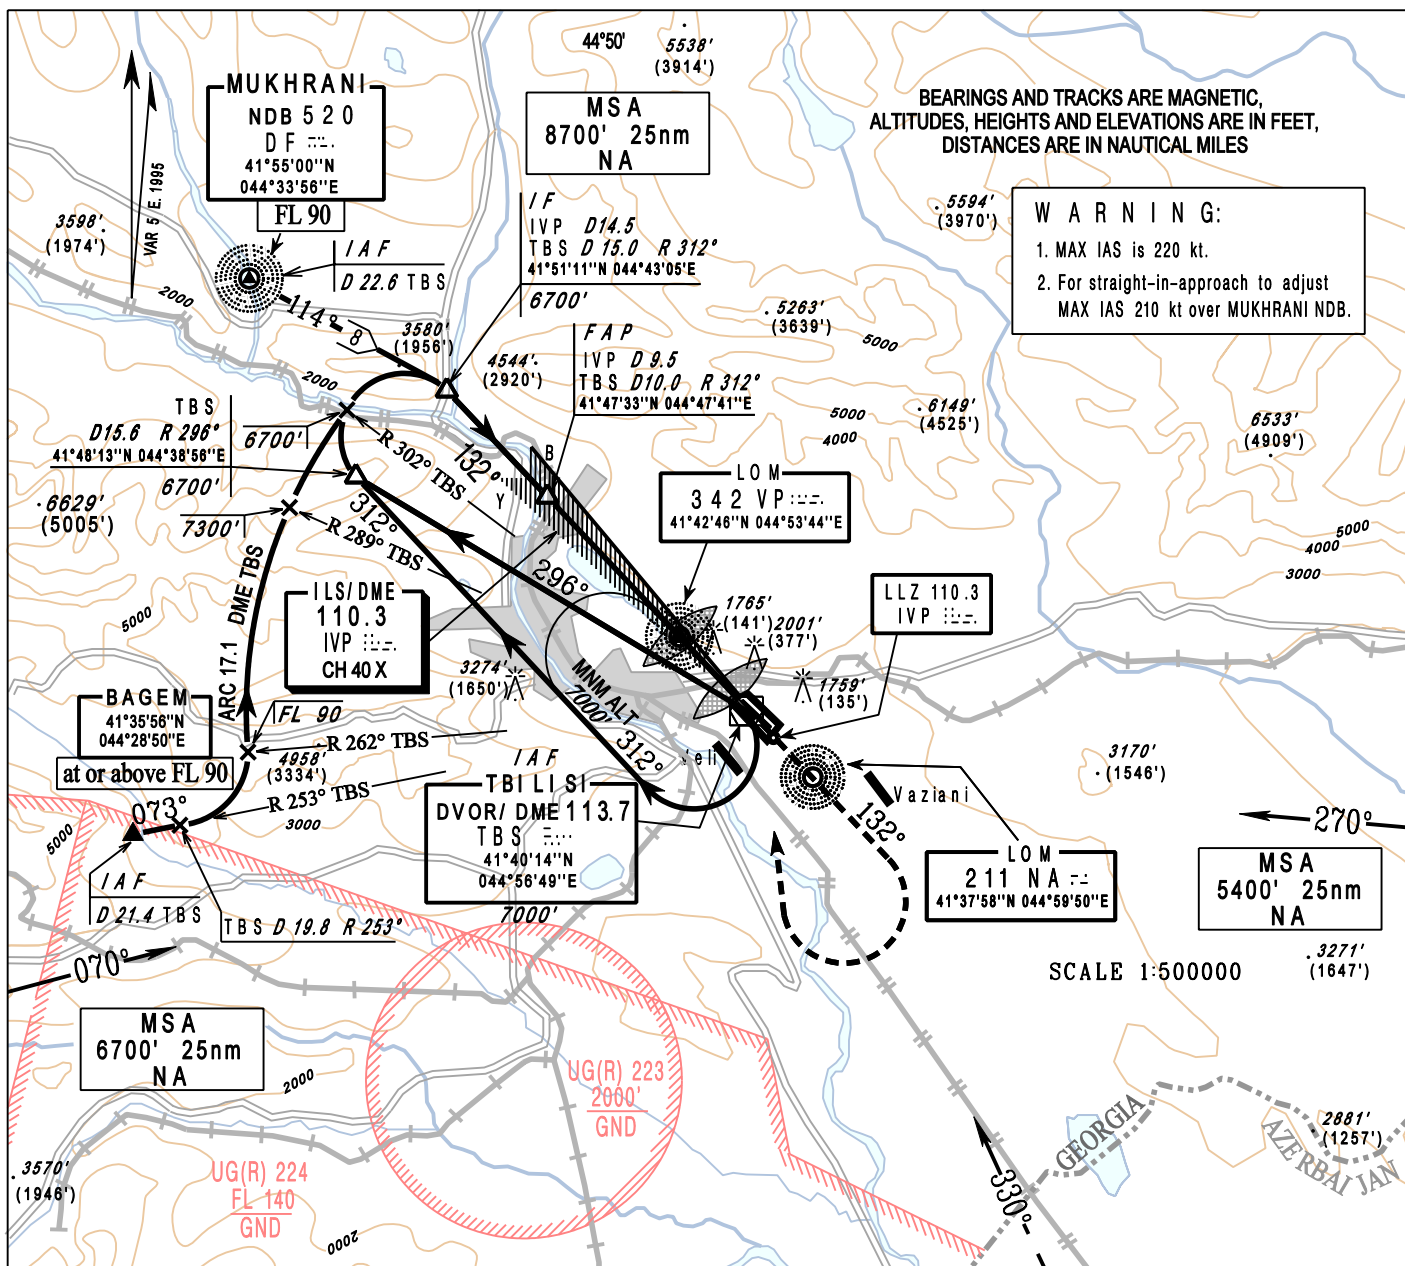 44°50'
5538'
(3914')
MUKHRANI
NDB 520
DF
41°55'00''N
044°33'56''E
FL 90
MSA
8700' 25nm
NA
BEARINGS AND TRACKS ARE MAGNETIC,
ALTITUDES, HEIGHTS AND ELEVATIONS ARE IN FEET,
DISTANCES ARE IN NAUTICAL MILES
VAR 5 E. 1995
3598'
(1974')
2000
IAF
D 22.6 TBS
IF
IVP D14.5
TBS D 15.0 R 312°
41°51'11''N 044°43'05'E
6700'
5594'
(3970')
WARNING:
1. MAX IAS is 220 kt.
2. For straight-in-approach to adjust
MAX IAS 210 kt over MUKHRANI NDB.
114°
8
3580'
(1956')
4544'
(2920')
FAP
IVP D 9.5
TBS D10.0 R 312°
41°47'33''N 044°47'41''E
5263'
(3639')
5000
2000
TBS
D15.6 R 296°
41°48'13''N 044°38'56''E
6700'
6700'
R 302° TBS
132°
B
Y
5000
4000
6149'
(4525')
6533'
(4909')
6629'
(5005')
7300'
312°
R 289° TBS
LOM
342 VP
41°42'46''N 044°53'44''E
5000
4000
3000
5000
ARC 17.1 DME TBS
ILS/DME
110.3
IVP
CH 40 X
296°
1765'
(141')
2001'
(377')
LLZ 110.3
IVP
3274'
(1650')
MNM ALT
7000'
312°
1759'
(135')
BAGEM
41°35'56''N
044°28'50''E
at or above FL 90
FL 90
R 262° TBS
4958'
(3334')
R 253° TBS
3000
073°
5000
IAF
TBILISI
DVOR/DME 113.7
TBS
41°40'14''N
044°56'49''E
7000'
Vaziani
132°
3170'
(1546')
270°
LOM
211 NA
41°37'58''N 044°59'50''E
MSA
5400' 25nm
NA
IAF
D 21.4 TBS
TBS D 19.8 R 253°
070°
3271'
(1647')
SCALE 1:500000
MSA
6700' 25nm
NA
2000
UG(R) 223
2000'
GND
GEORGIA
AZERBAIJAN
2881'
(1257')
3570'
(1946')
UG(R) 224
FL 140
GND
2000
330°